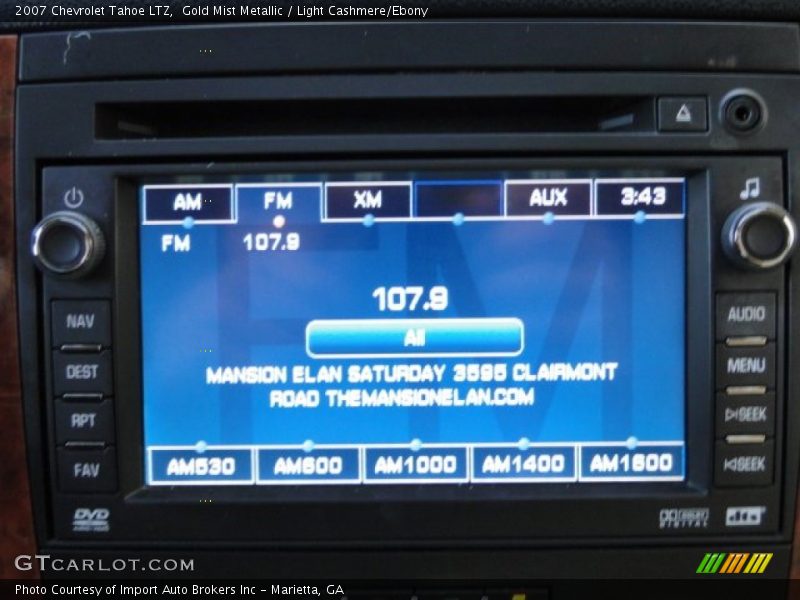 2007 Chevrolet Tahoe LTZ,  Gold Mist Metallic / Light Cashmere/Ebony
AM FM XM AUX 3:43
FM 107.9
107.9
All
MANSION ELAN SATURDAY 3595 CLAIRMONT
ROAD THEMANSIONELAN.COM
AM530 AM600 AM1000 AM1400 AM1600
NAV
DEST
RPT
FAV
AUDIO
MENU
SEEK
SEEK
DVD
DIGITAL
dts
GTCARLOT.COM
Photo Courtesy of Import Auto Brokers Inc - Marietta, GA